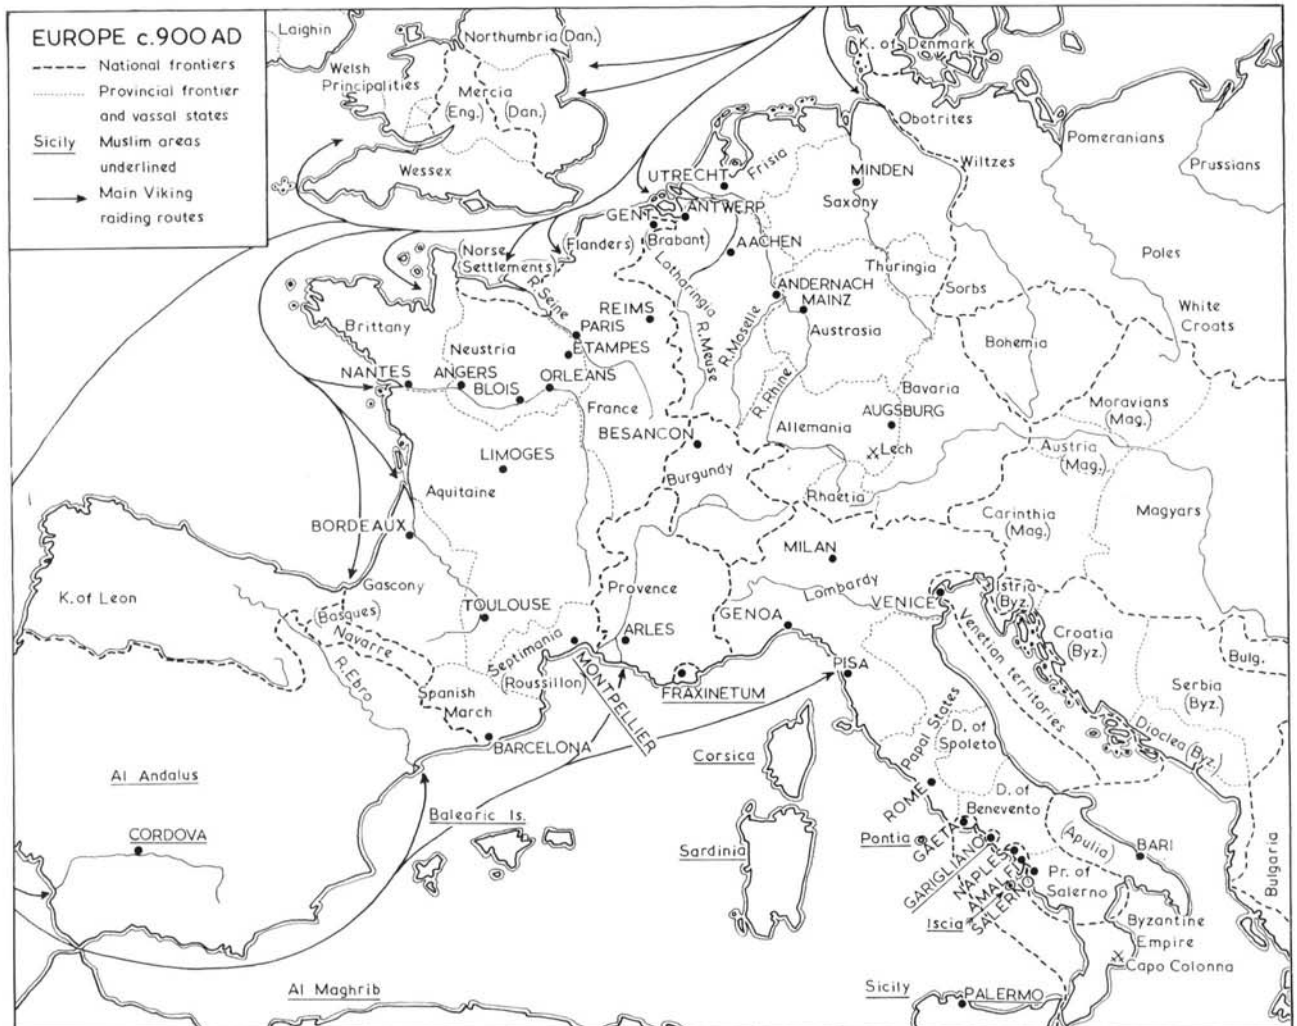 EUROPE c.900 AD
National frontiers
Provincial frontier
and vassal states
Sicily Muslim areas
underlined
Main Viking
raiding routes
Laighin
Northumbria (Dan.)
Welsh
Principalities
Mercia
(Eng.) (Dan.)
Wessex
K. of Denmark
Obotrites
Pomeranians
Prussians
Wiltzes
Frisia
UTRECHT
MINDEN
Saxony
GENT
ANTWERP
(Flanders)
(Brabant)
AACHEN
Lotharingia
Thuringia
Sorbs
Poles
White
Croats
(Norse
Settlements)
R. Seine
Brittany
REIMS
PARIS
ETAMPES
Neustria
ANDERNACH
MAINZ
Austrasia
R. Meuse
R. Moselle
R. Rhine
Bohemia
NANTES
ANGERS
BLOIS
ORLEANS
France
BESANCON
Bavaria
AUGSBURG
Allemania
Lech
Moravians
(Mag.)
Austria
(Mag.)
LIMOGES
Aquitaine
Burgundy
Rhaetia
Carinthia
(Mag.)
Magyars
BORDEAUX
MILAN
Lombardy
Provence
Gascony
K. of Leon
(Basques)
Navarre
TOULOUSE
GENOA
VENICE
Istria
(Byz.)
Croatia
(Byz.)
Bulg.
Venetian territories
ARLES
Septimania
(Roussillon)
MONTPELLIER
FRAXINETUM
PISA
R. Ebro
Spanish
March
BARCELONA
Serbia
(Byz.)
Dioclea (Byz.)
Papal States
D. of
Spoleto
Corsica
Al Andalus
CORDOVA
Balearic Is.
Sardinia
ROME
D. of
Benevento
Pontia
GAETA
GARIGLIANO
NAPLES
AMALFI
SALERNO
Iscia
(Apulia)
BARI
Pr. of
Salerno
Byzantine
Empire
Capo Colonna
Bulgaria
Al Maghrib
Sicily
PALERMO